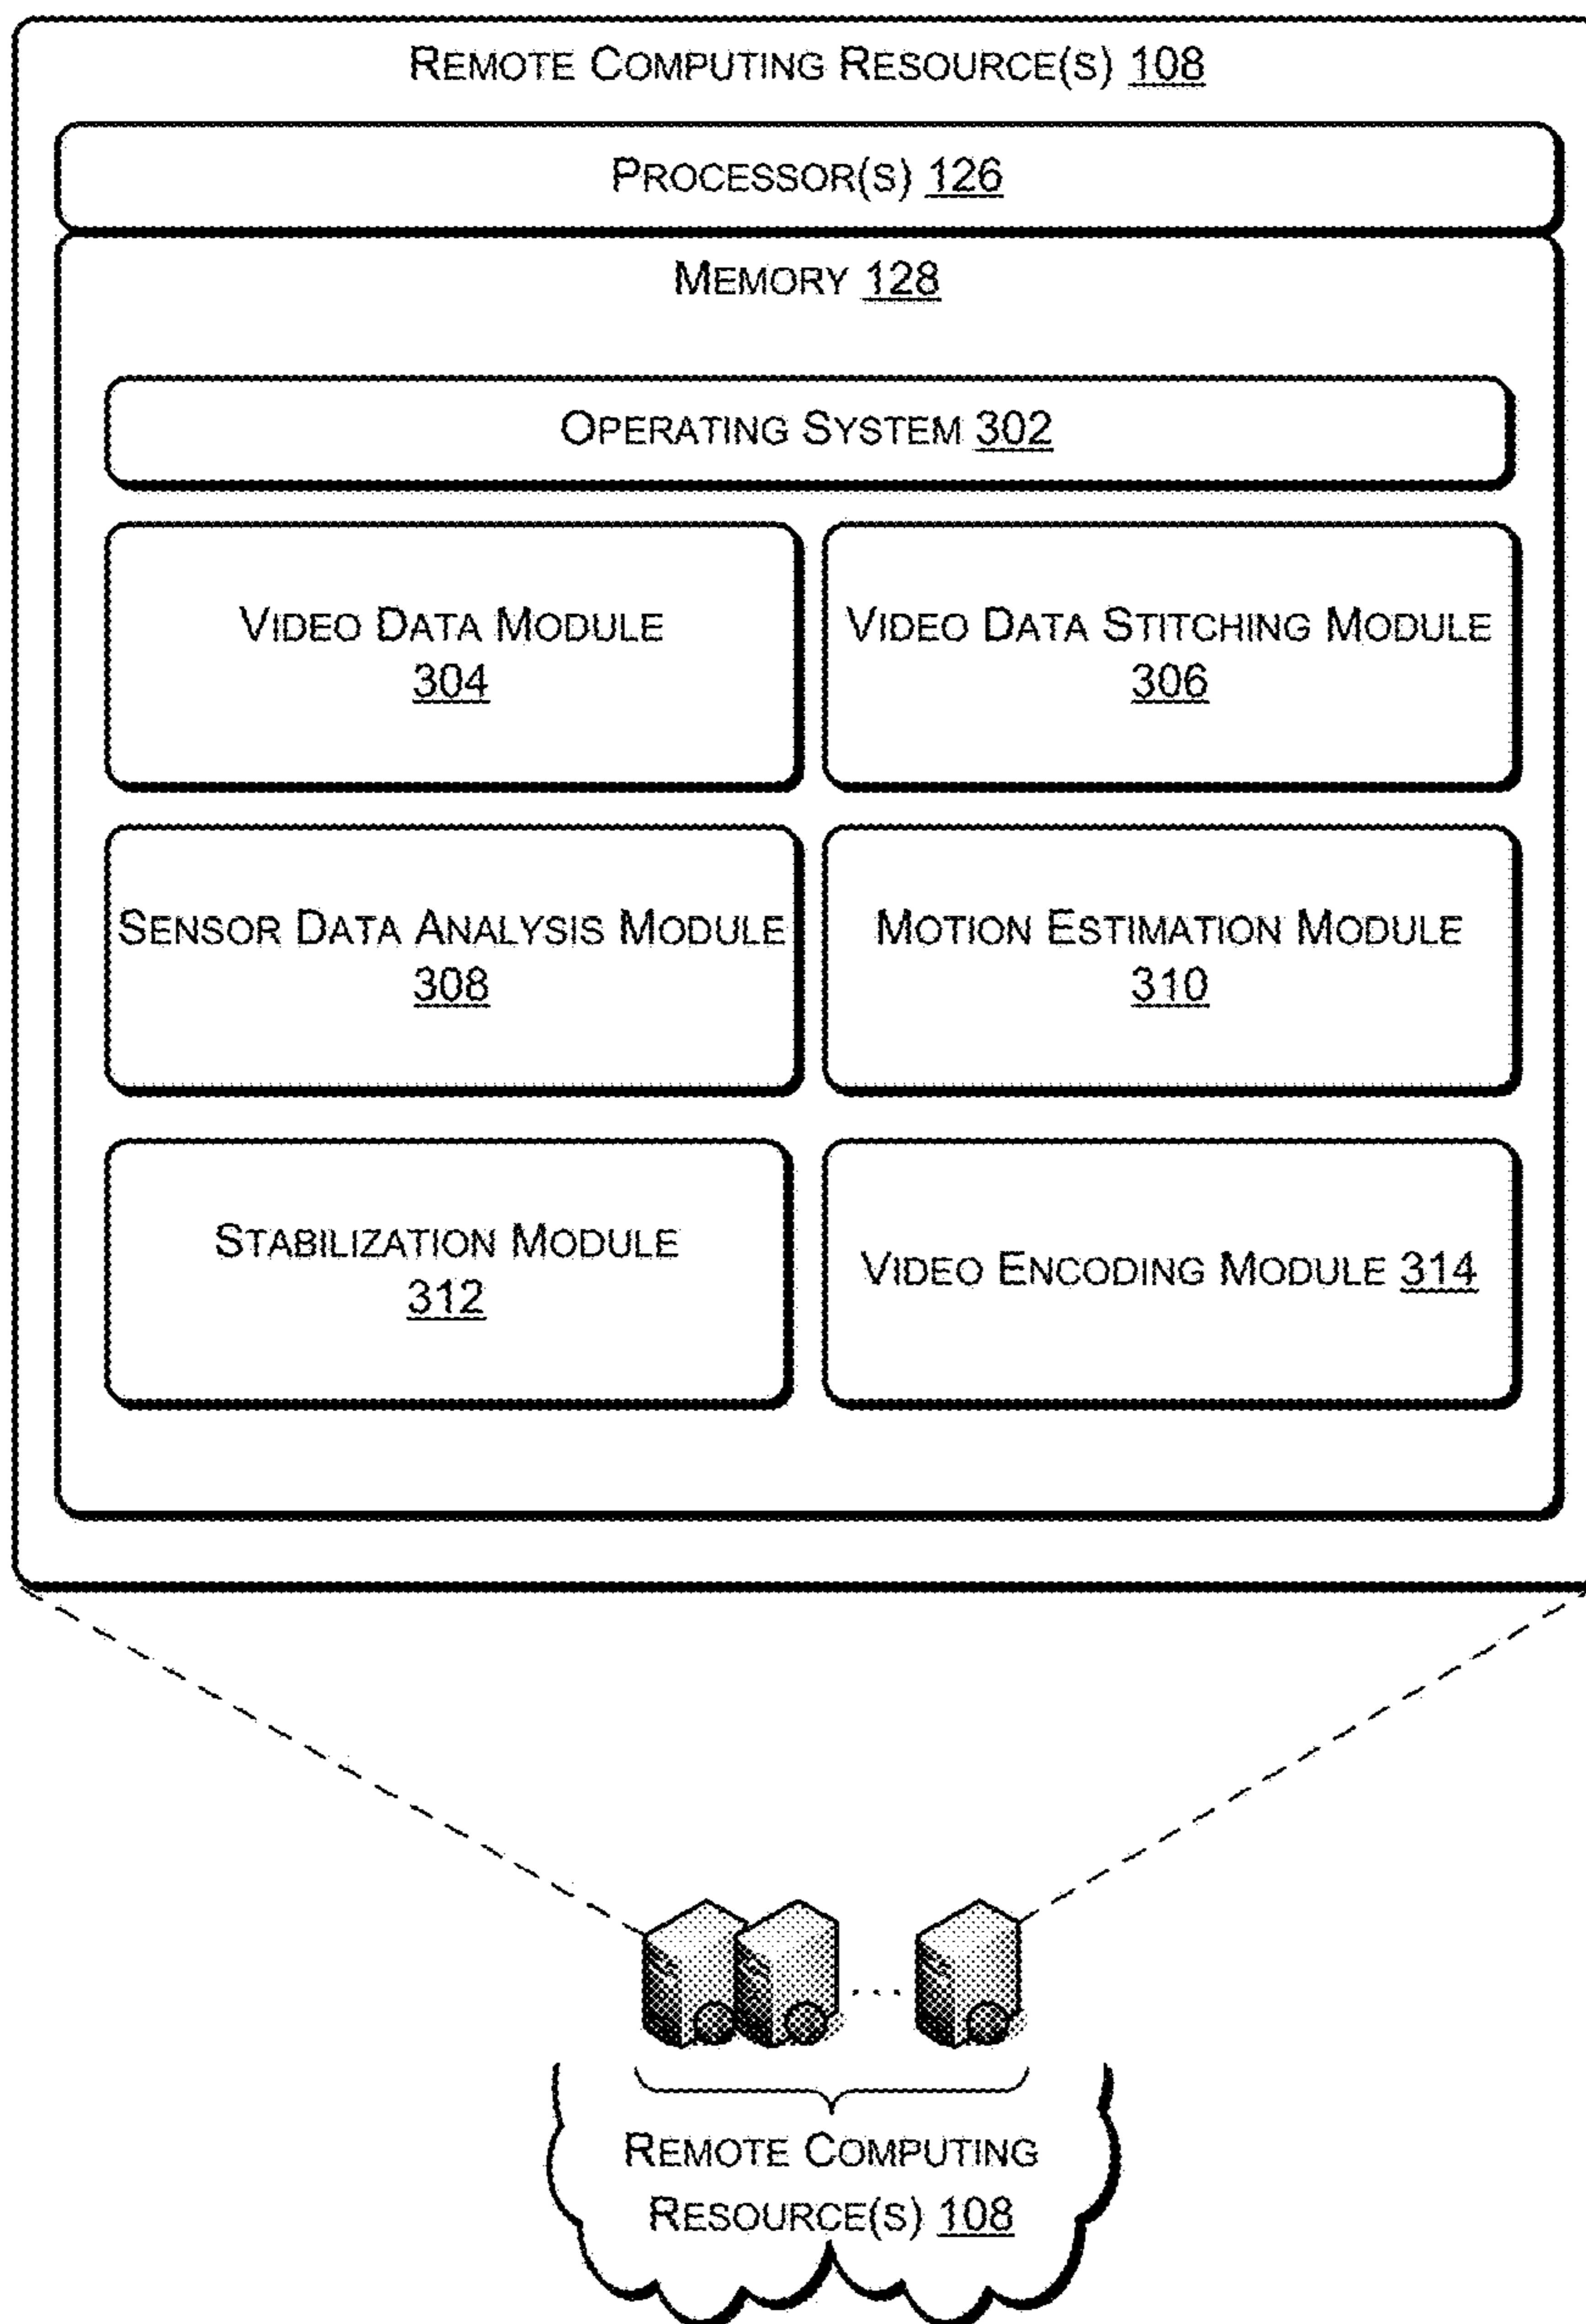 REMOTE COMPUTING RESOURCE(S) 108
PROCESSOR(S) 126
MEMORY 128
OPERATING SYSTEM 302
VIDEO DATA MODULE
304
VIDEO DATA STITCHING MODULE
306
SENSOR DATA ANALYSIS MODULE
308
MOTION ESTIMATION MODULE
310
STABILIZATION MODULE
312
VIDEO ENCODING MODULE 314
...
REMOTE COMPUTING
RESOURCE(S) 108